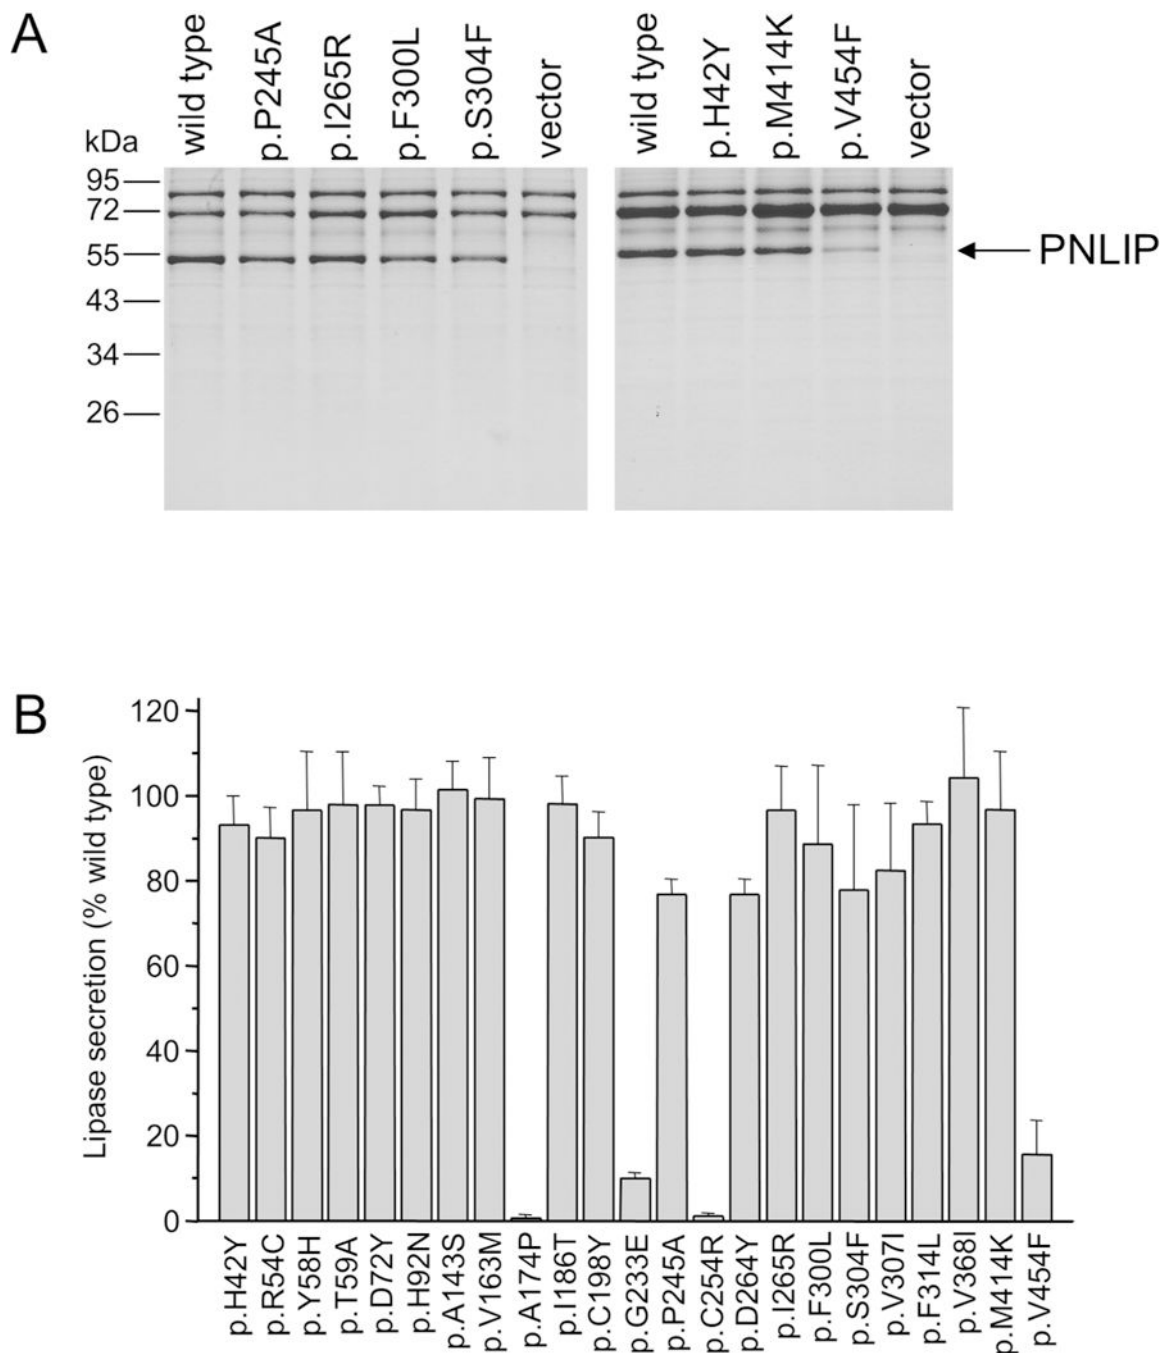 A
wild type
p.P245A
p.I265R
p.F300L
p.S304F
vector
wild type
p.H42Y
p.M414K
p.V454F
vector
kDa
95
72
55
43
34
26
PNLIP
B
Lipase secretion (% wild type)
120
100
80
60
40
20
0
p.H42Y
p.R54C
p.Y58H
p.T59A
p.D72Y
p.H92N
p.A143S
p.V163M
p.A174P
p.I186T
p.C198Y
p.G233E
p.P245A
p.C254R
p.D264Y
p.I265R
p.F300L
p.S304F
p.V307I
p.F314L
p.V368I
p.M414K
p.V454F